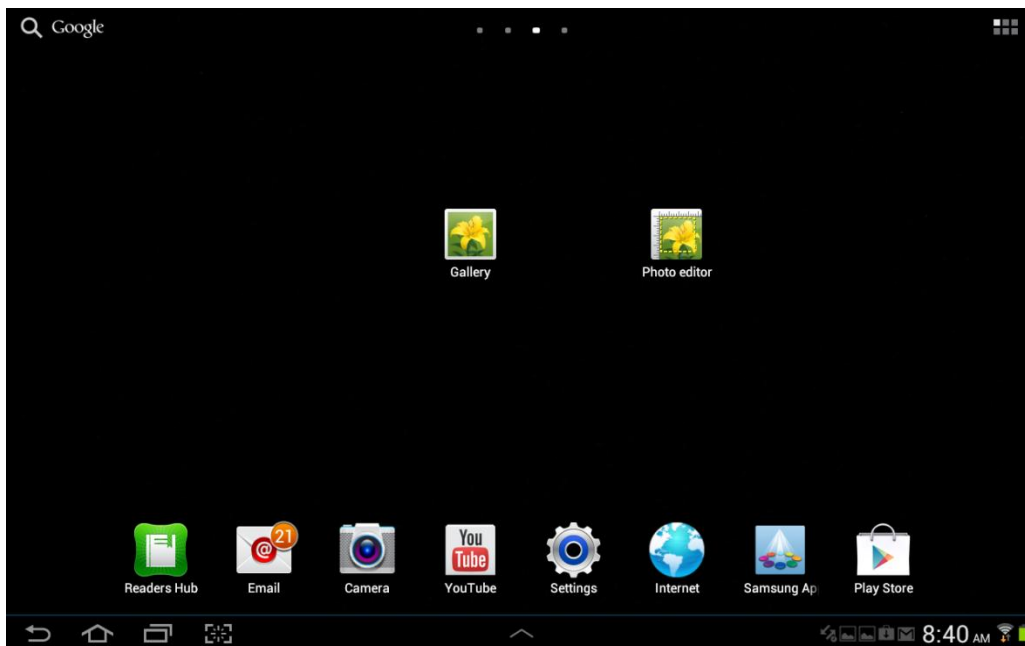 Google
Gallery
Photo editor
21
@
You
Tube
Readers Hub
Email
Camera
YouTube
Settings
Internet
Samsung Ap
Play Store
8:40 AM